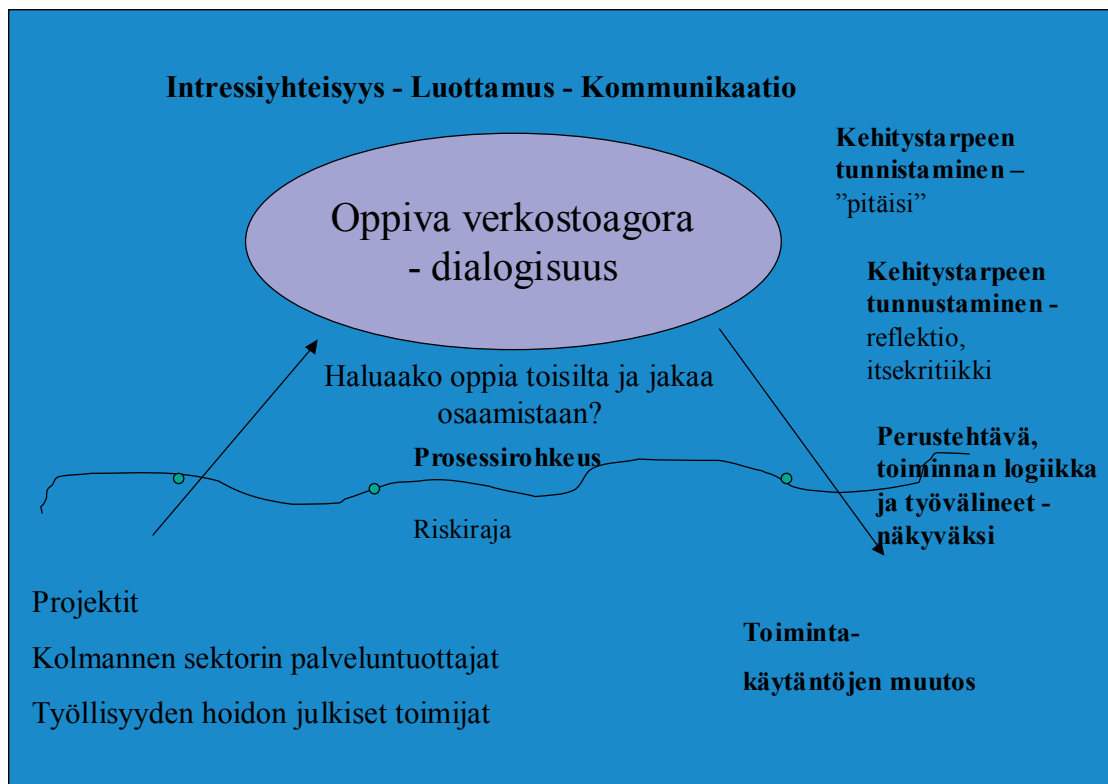 Intressiyhteisyys - Luottamus - Kommunikaatio
Oppiva verkostoagora
- dialogisuus
Haluaako oppia toisilta ja jakaa
osaamistaan?
Prosessirohkeus
Riskiraja
Kehitystarpeen
tunnistaminen –
”pitäisi”
Kehitystarpeen
tunnustaminen -
reflektio,
itsekritiikki
Perustehtävä,
toiminnan logiikka
ja työvälineet -
näkyväksi
Projektit
Kolmannen sektorin palveluntuottajat
Työllisyyden hoidon julkiset toimijat
Toiminta-
käytäntöjen muutos